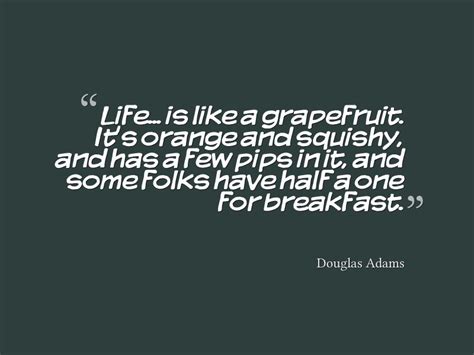 “ Life... is like a grapefruit.
It's orange and squishy,
and has a few pips in it, and
some folks have half a one
for breakfast. ”
Douglas Adams